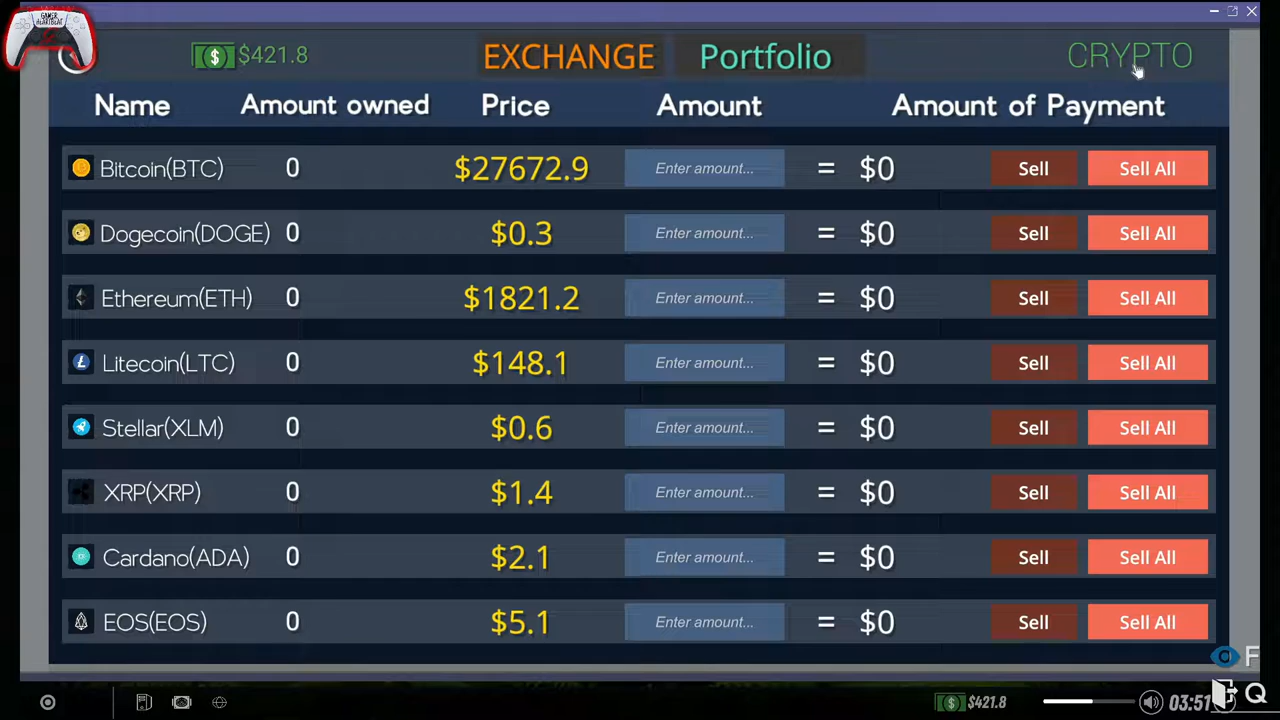 GAMER
HEARTBEAT
$421.8 EXCHANGE Portfolio CRYPTO
Name Amount owned Price Amount Amount of Payment
Bitcoin(BTC) 0 $27672.9 Enter amount... = $0 Sell Sell All
Dogecoin(DOGE) 0 $0.3 Enter amount... = $0 Sell Sell All
Ethereum(ETH) 0 $1821.2 Enter amount... = $0 Sell Sell All
Litecoin(LTC) 0 $148.1 Enter amount... = $0 Sell Sell All
Stellar(XLM) 0 $0.6 Enter amount... = $0 Sell Sell All
XRP(XRP) 0 $1.4 Enter amount... = $0 Sell Sell All
Cardano(ADA) 0 $2.1 Enter amount... = $0 Sell Sell All
EOS(EOS) 0 $5.1 Enter amount... = $0 Sell Sell All
F
$421.8 03:51 Q